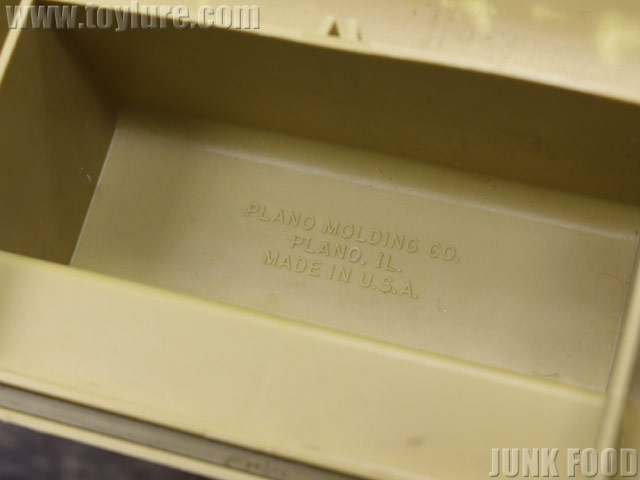 www.toylure.com
PLANO MOLDING CO.
PLANO, IL.
MADE IN U.S.A.
JUNK FOOD